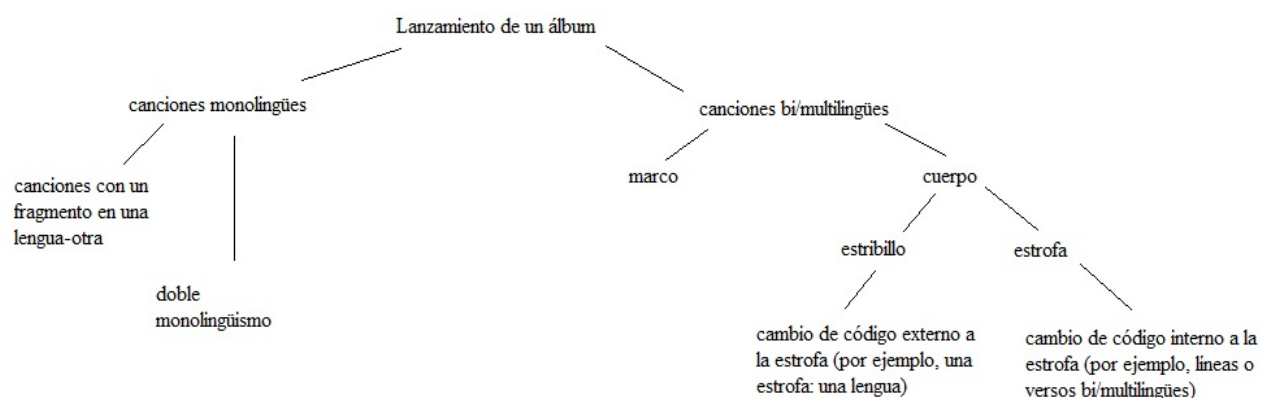 Lanzamiento de un álbum
canciones monolingües
canciones bi/multilingües
canciones con un
fragmento en una
lengua-otra
marco
cuerpo
doble
monolingüismo
estribillo
estrofa
cambio de código externo a
la estrofa (por ejemplo, una
estrofa: una lengua)
cambio de código interno a la
estrofa (por ejemplo, líneas o
versos bi/multilingües)